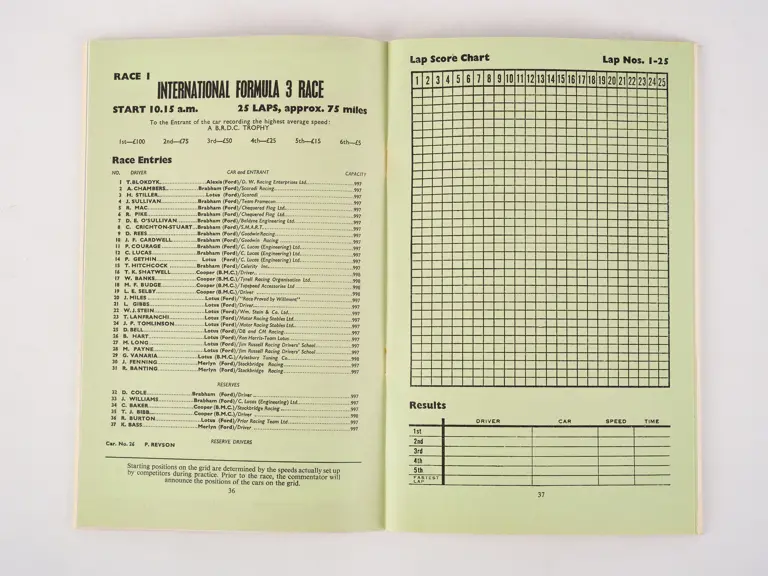 RACE 1
INTERNATIONAL FORMULA 3 RACE
START 10.15 a.m. 25 LAPS, approx. 75 miles
To the Entrant of the car recording the highest average speed:
A B.R.D.C. TROPHY
1st—£100 2nd—£75 3rd—£50 4th—£25 5th—£15 6th—£5
Race Entries
NO. DRIVER CAR and ENTRANT CAPACITY
1 T. BLOKDYK Alexis (Ford)/D. W. Racing Enterprises Ltd. 997
2 A. CHAMBERS Brabham (Ford)/Scoradi Racing 997
3 H. STILLER Lotus (Ford)/Scoradi 997
4 J. SULLIVAN Brabham (Ford)/Team Promecon 997
5 R. MAC Brabham (Ford)/Chequered Flag Ltd. 997
6 R. PIKE Brabham (Ford)/Chequered Flag Ltd. 997
7 D. E. O'SULLIVAN Brabham (Ford)/Baldyne Engineering Ltd. 997
8 C. CRICHTON-STUART Brabham (Ford)/S.M.A.R.T. 997
9 D. REES Brabham (Ford)/Goodwin Racing 997
10 J. F. CARDWELL Brabham (Ford)/Goodwin Racing 997
11 P. COURAGE Brabham (Ford)/C. Lucas (Engineering) Ltd. 997
12 C. LUCAS Brabham (Ford)/C. Lucas (Engineering) Ltd. 997
14 P. GETHIN Lotus (Ford)/C. Lucas (Engineering) Ltd. 997
15 T. HITCHCOCK Brabham (Ford)/Celerity Inc. 997
16 T. K. SHATWELL Cooper (B.M.C.)/Driver 998
17 W. BANKS Cooper (B.M.C.)/Tyrell Racing Organisation Ltd. 997
18 M. F. BUDGE Cooper (B.M.C.)/Tatspeed Accessories Ltd 998
19 L. E. SELBY Cooper (B.M.C.)/Driver 997
20 J. MILES Lotus (Ford)/"Race Proved by Willment" 997
21 L. GIBBS Lotus (Ford)/Driver 997
22 W. J. STEIN Lotus (Ford)/Wm. Stein & Co. Ltd. 997
23 T. LANFRANCHI Lotus (Ford)/Motor Racing Stables Ltd. 997
24 J. P. TOMLINSON Lotus (Ford)/Motor Racing Stables Ltd. 997
25 D. BELL Lotus (Ford)/DB and CM Racing 997
26 B. HART Lotus (Ford)/Ron Harris-Team Lotus 997
27 M. LONG Lotus (Ford)/Jim Russell Racing Drivers' School 997
28 M. PAYNE Lotus (Ford)/Jim Russell Racing Drivers' School 997
29 G. VANARIA Lotus (B.M.C.)/Aylesbury Tuning Co. 998
30 J. FENNING Merlyn (Ford)/Stockbridge Racing 997
31 R. BANTING Merlyn (Ford)/Stockbridge Racing 997
RESERVES
32 D. COLE Brabham (Ford)/Driver 997
33 J. WILLIAMS Brabham (Ford)/C. Lucas (Engineering) Ltd. 997
34 C. BAKER Cooper (B.M.C.)/Stockbridge Racing 997
35 T. J. BIBB Cooper (B.M.C.)/Driver 998
36 R. BURTON Lotus (Ford)/Prior Racing Team Ltd 997
37 K. BASS Merlyn (Ford)/Driver 997
RESERVE DRIVERS
Car. No. 26 P. REVSON
Starting positions on the grid are determined by the speeds actually set up
by competitors during practice. Prior to the race, the commentator will
announce the positions of the cars on the grid.
36
Lap Score Chart Lap Nos. 1-25
1 2 3 4 5 6 7 8 9 10 11 12 13 14 15 16 17 18 19 20 21 22 23 24 25
Results
DRIVER CAR SPEED TIME
1st
2nd
3rd
4th
5th
FASTEST
LAP
37